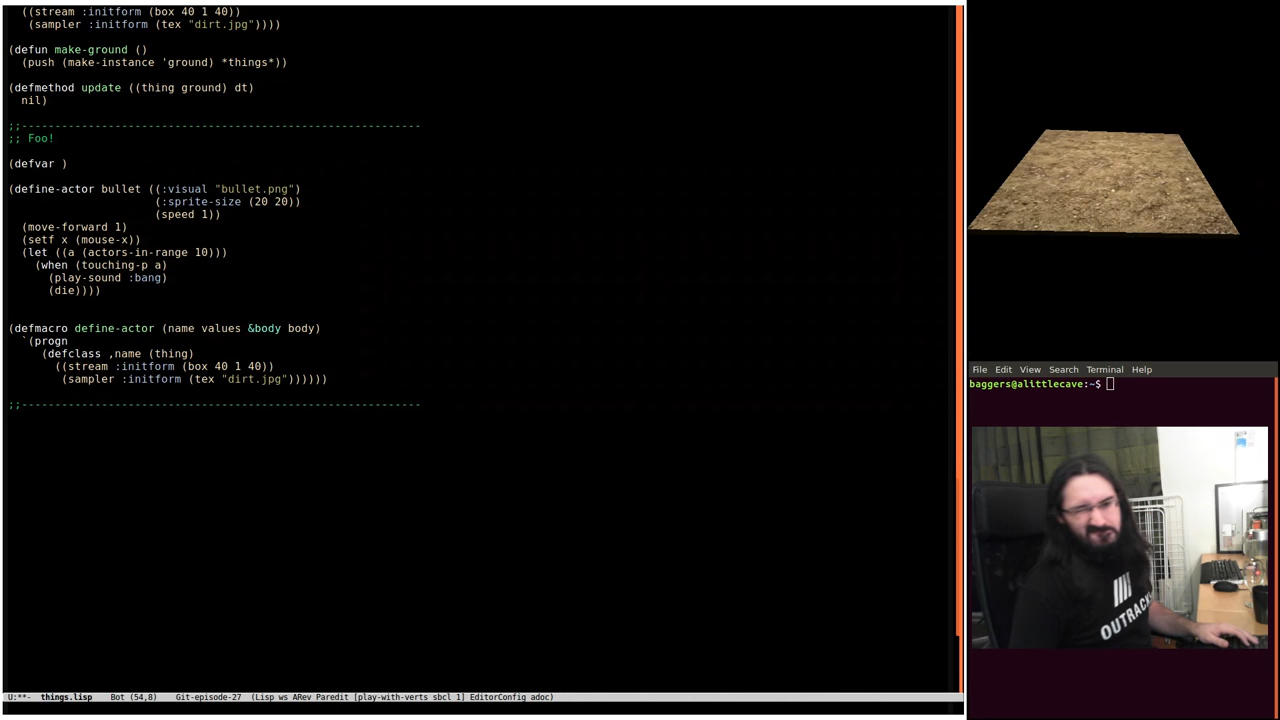 ((stream :initform (box 40 1 40))
(sampler :initform (tex "dirt.jpg"))))
(defun make-ground ()
(push (make-instance 'ground) *things*))
(defmethod update ((thing ground) dt)
nil)
;;------------------------------------------------------------
;; Foo!
(defvar )
(define-actor bullet ((:visual "bullet.png")
(:sprite-size (20 20))
(speed 1))
(move-forward 1)
(setf x (mouse-x))
(let ((a (actors-in-range 10)))
(when (touching-p a)
(play-sound :bang)
(die))))
(defmacro define-actor (name values &body body)
`(progn
(defclass ,name (thing)
((stream :initform (box 40 1 40))
(sampler :initform (tex "dirt.jpg"))))))
;;------------------------------------------------------------
U:**- things.lisp Bot (54,8) Git-episode-27 (Lisp ws ARev Paredit [play-with-verts sbcl 1] EditorConfig adoc)
File Edit View Search Terminal Help
baggers@alittlecave:~$
OUTRACKS